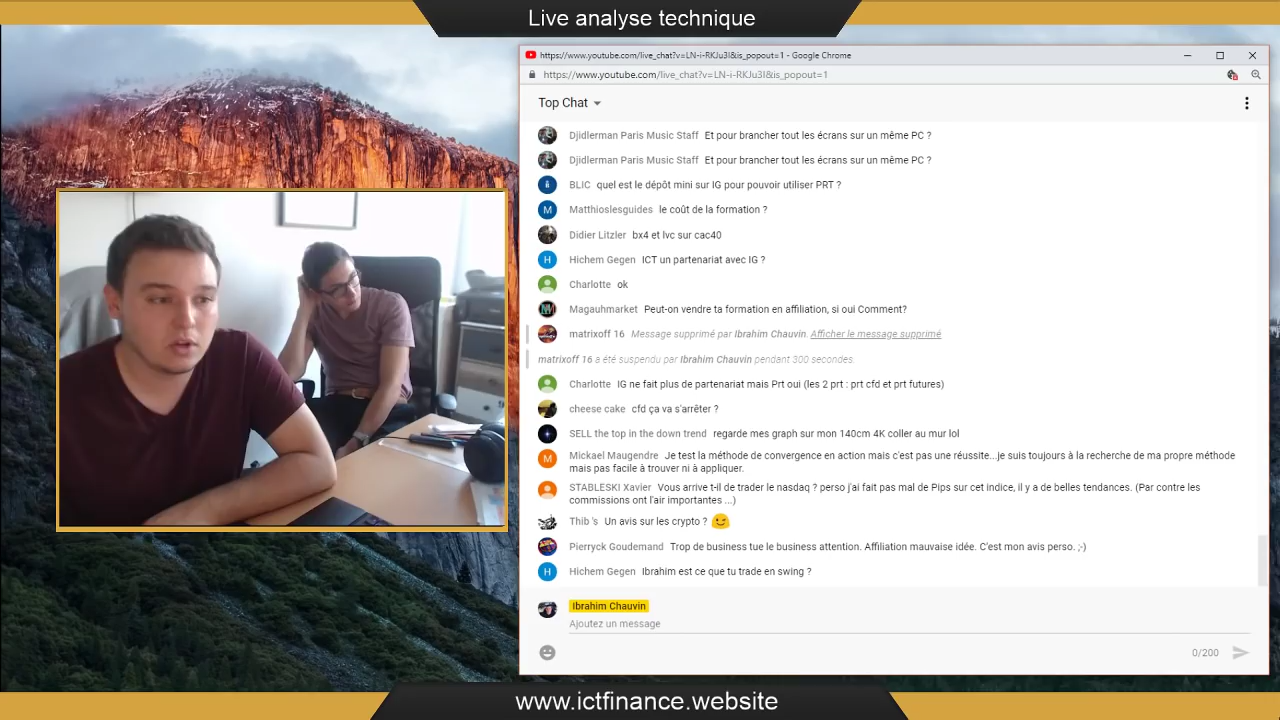 Live analyse technique
https://www.youtube.com/live_chat?v=LN-i-RKJu3I&is_popout=1 - Google Chrome
https://www.youtube.com/live_chat?v=LN-i-RKJu3I&is_popout=1
Top Chat
Djidlerman Paris Music Staff Et pour brancher tout les écrans sur un même PC ?
Djidlerman Paris Music Staff Et pour brancher tout les écrans sur un même PC ?
BLIC quel est le dépôt mini sur IG pour pouvoir utiliser PRT ?
M Matthioslesguides le coût de la formation ?
Didier Litzler bx4 et lvc sur cac40
H Hichem Gegen ICT un partenariat avec IG ?
Charlotte ok
Magauhmarket Peut-on vendre ta formation en affiliation, si oui Comment?
matrixoff 16 Message supprimé par Ibrahim Chauvin. Afficher le message supprimé
matrixoff 16 a été suspendu par Ibrahim Chauvin pendant 300 secondes.
Charlotte IG ne fait plus de partenariat mais Prt oui (les 2 prt : prt cfd et prt futures)
cheese cake cfd ça va s'arrêter ?
SELL the top in the down trend regarde mes graph sur mon 140cm 4K coller au mur lol
M Mickael Maugendre Je test la méthode de convergence en action mais c'est pas une réussite...je suis toujours à la recherche de ma propre méthode
mais pas facile à trouver ni à appliquer.
STABLESKI Xavier Vous arrive t-il de trader le nasdaq ? perso j'ai fait pas mal de Pips sur cet indice, il y a de belles tendances. (Par contre les
commissions ont l'air importantes ...)
Thib 's Un avis sur les crypto ?
Pierryck Goudemand Trop de business tue le business attention. Affiliation mauvaise idée. C'est mon avis perso. ;-)
H Hichem Gegen Ibrahim est ce que tu trade en swing ?
Ibrahim Chauvin
Ajoutez un message
0/200
www.ictfinance.website